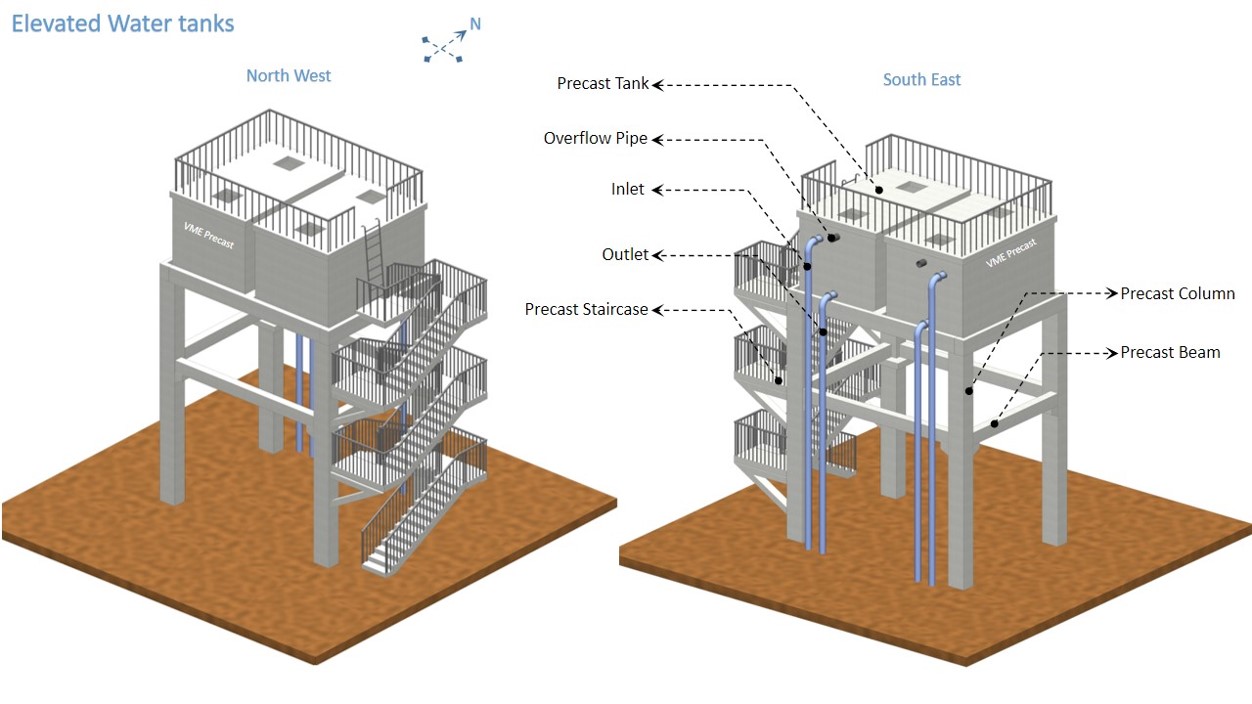 Elevated Water tanks
N
North West
South East
Precast Tank
Overflow Pipe
Inlet
Outlet
Precast Staircase
Precast Column
Precast Beam
VME Precast
VME Precast